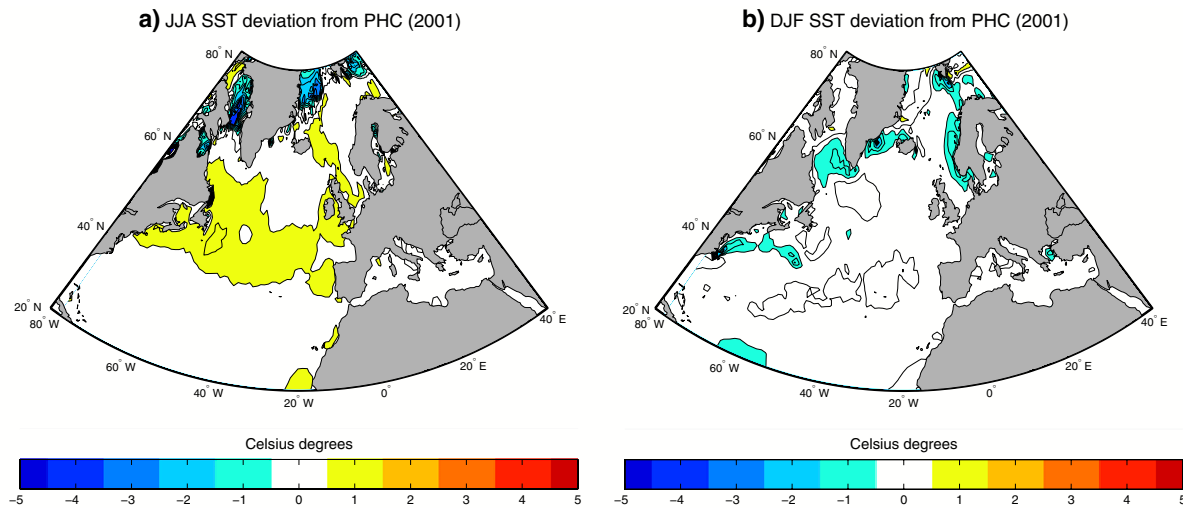 a) JJA SST deviation from PHC (2001)
80° N
60° N
40° N
20° N
80° W
60° W
40° W
20° W
0°
20° E
40° E
Celsius degrees
−5 −4 −3 −2 −1 0 1 2 3 4 5
b) DJF SST deviation from PHC (2001)
80° N
60° N
40° N
20° N
80° W
60° W
40° W
20° W
0°
20° E
40° E
Celsius degrees
−5 −4 −3 −2 −1 0 1 2 3 4 5